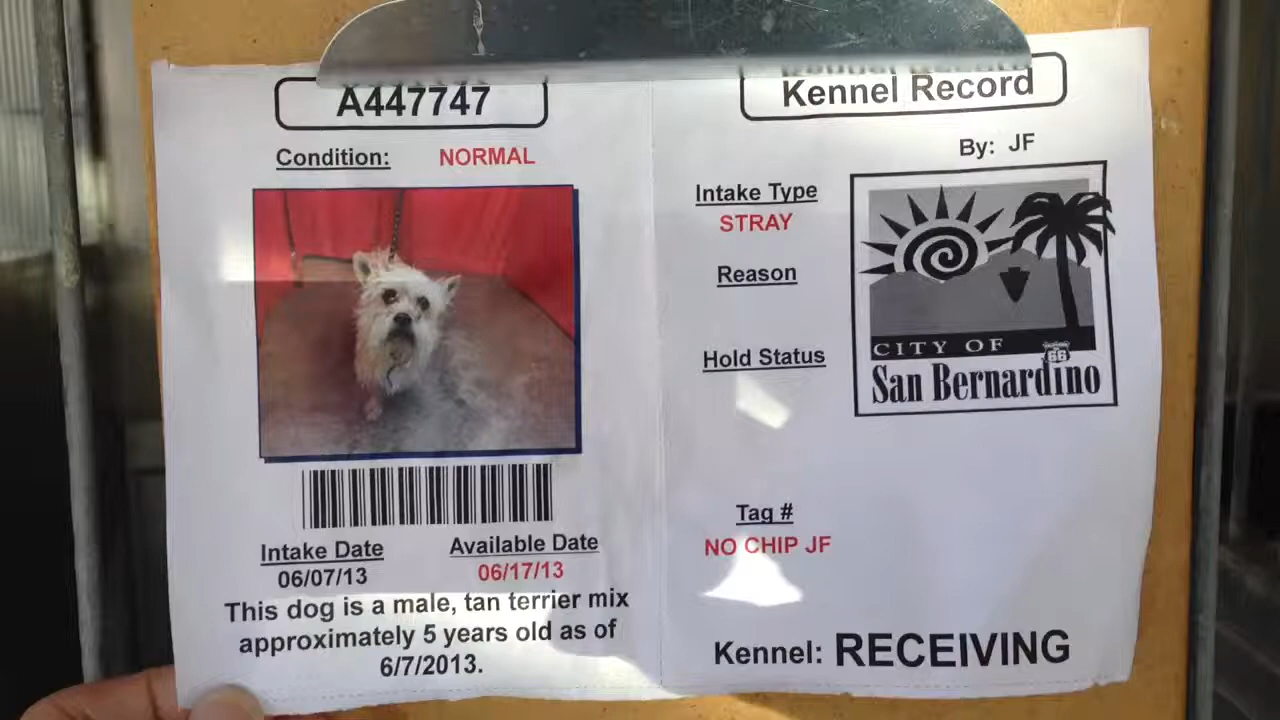 A447747
Condition: NORMAL
Intake Date
06/07/13
Available Date
06/17/13
This dog is a male, tan terrier mix
approximately 5 years old as of
6/7/2013.
Kennel Record
By: JF
Intake Type
STRAY
Reason
Hold Status
CITY OF
66
San Bernardino
Tag #
NO CHIP JF
Kennel: RECEIVING